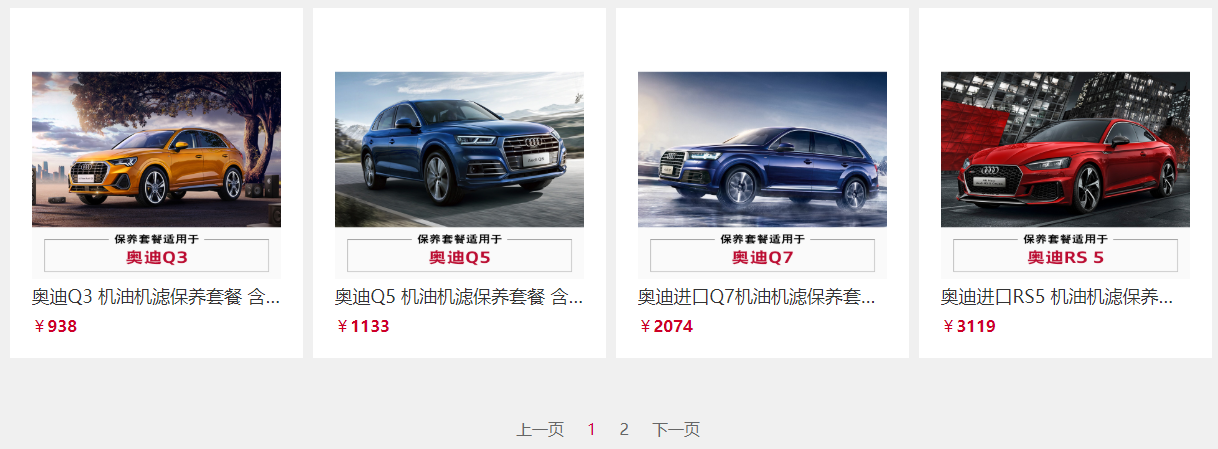 保养套餐适用于
奥迪Q3
奥迪Q3 机油机滤保养套餐 含...
￥938
保养套餐适用于
奥迪Q5
奥迪Q5 机油机滤保养套餐 含...
￥1133
保养套餐适用于
奥迪Q7
奥迪进口Q7机油机滤保养套...
￥2074
保养套餐适用于
奥迪RS 5
奥迪进口RS5 机油机滤保养...
￥3119
上一页 1 2 下一页